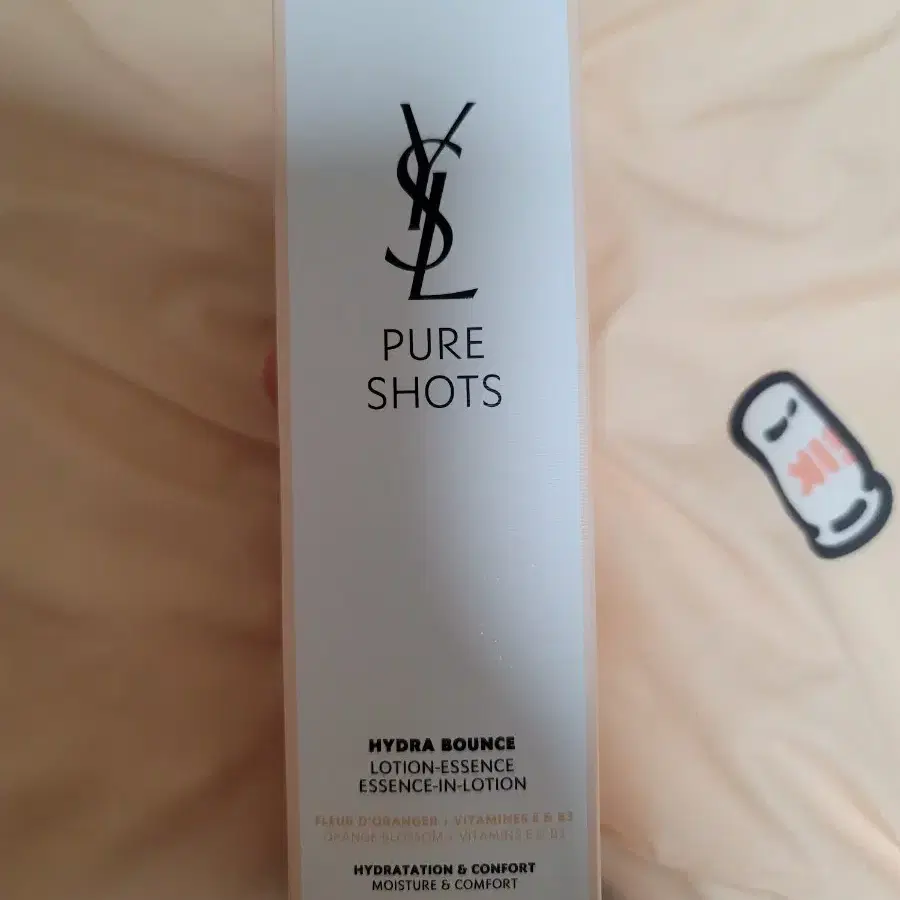 YSL
PURE
SHOTS
HYDRA BOUNCE
LOTION-ESSENCE
ESSENCE-IN-LOTION
FLEUR D'ORANGER / VITAMINES E & B3
ORANGE BLOSSOM / VITAMINS E & B3
HYDRATATION & CONFORT
MOISTURE & COMFORT